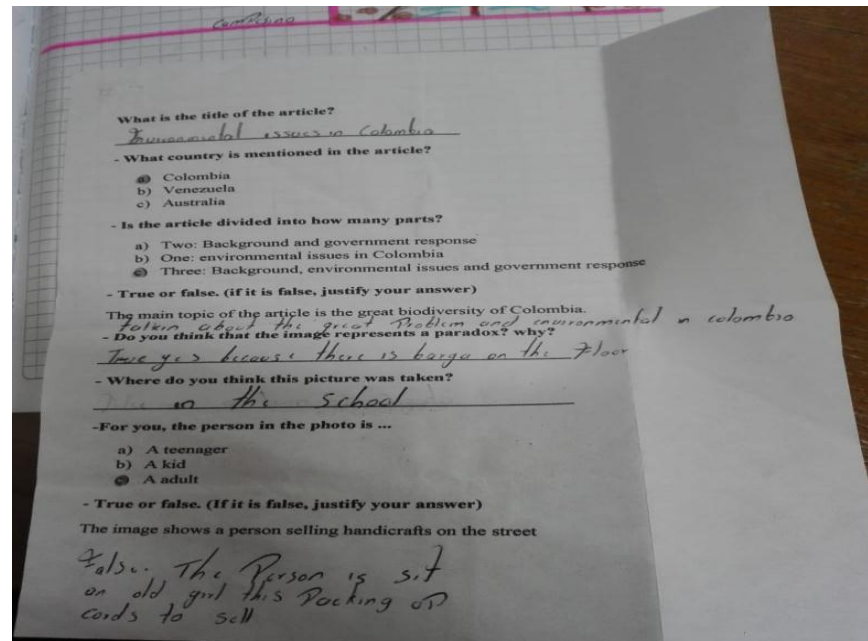 Campesino
What is the title of the article?
Environmental issues in Colombia
- What country is mentioned in the article?
a) Colombia
b) Venezuela
c) Australia
- Is the article divided into how many parts?
a) Two: Background and government response
b) One: environmental issues in Colombia
c) Three: Background, environmental issues and government response
- True or false. (if it is false, justify your answer)
The main topic of the article is the great biodiversity of Colombia.
talkin about the great Problem and environmental in colombia
- Do you think that the image represents a paradox? why?
True yes because there is barga on the Floor
- Where do you think this picture was taken?
in the School
-For you, the person in the photo is ...
a) A teenager
b) A kid
A adult
- True or false. (If it is false, justify your answer)
The image shows a person selling handicrafts on the street
False. The Person is sit
on old girl this Packing op
cords to sell